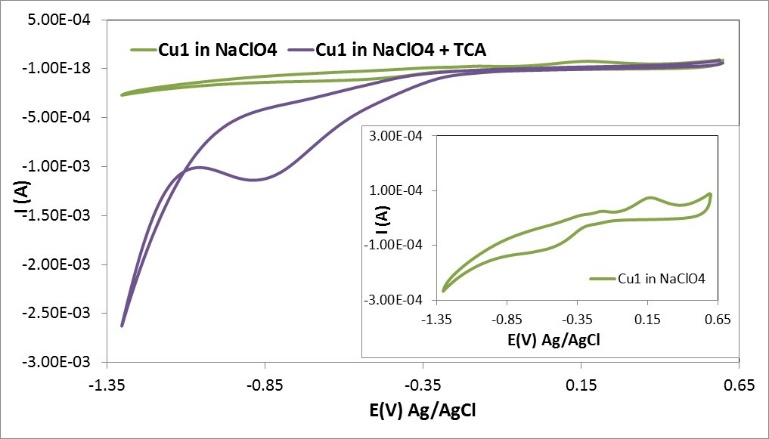 5.00E-04
Cu1 in NaClO4 Cu1 in NaClO4 + TCA
-1.00E-18
-5.00E-04
-1.00E-03
-1.50E-03
-2.00E-03
-2.50E-03
-3.00E-03
I (A)
-1.35 -0.85 -0.35 0.15 0.65
E(V) Ag/AgCl
3.00E-04
1.00E-04
-1.00E-04
-3.00E-04
I (A)
Cu1 in NaClO4
-1.35 -0.85 -0.35 0.15 0.65
E(V) Ag/AgCl